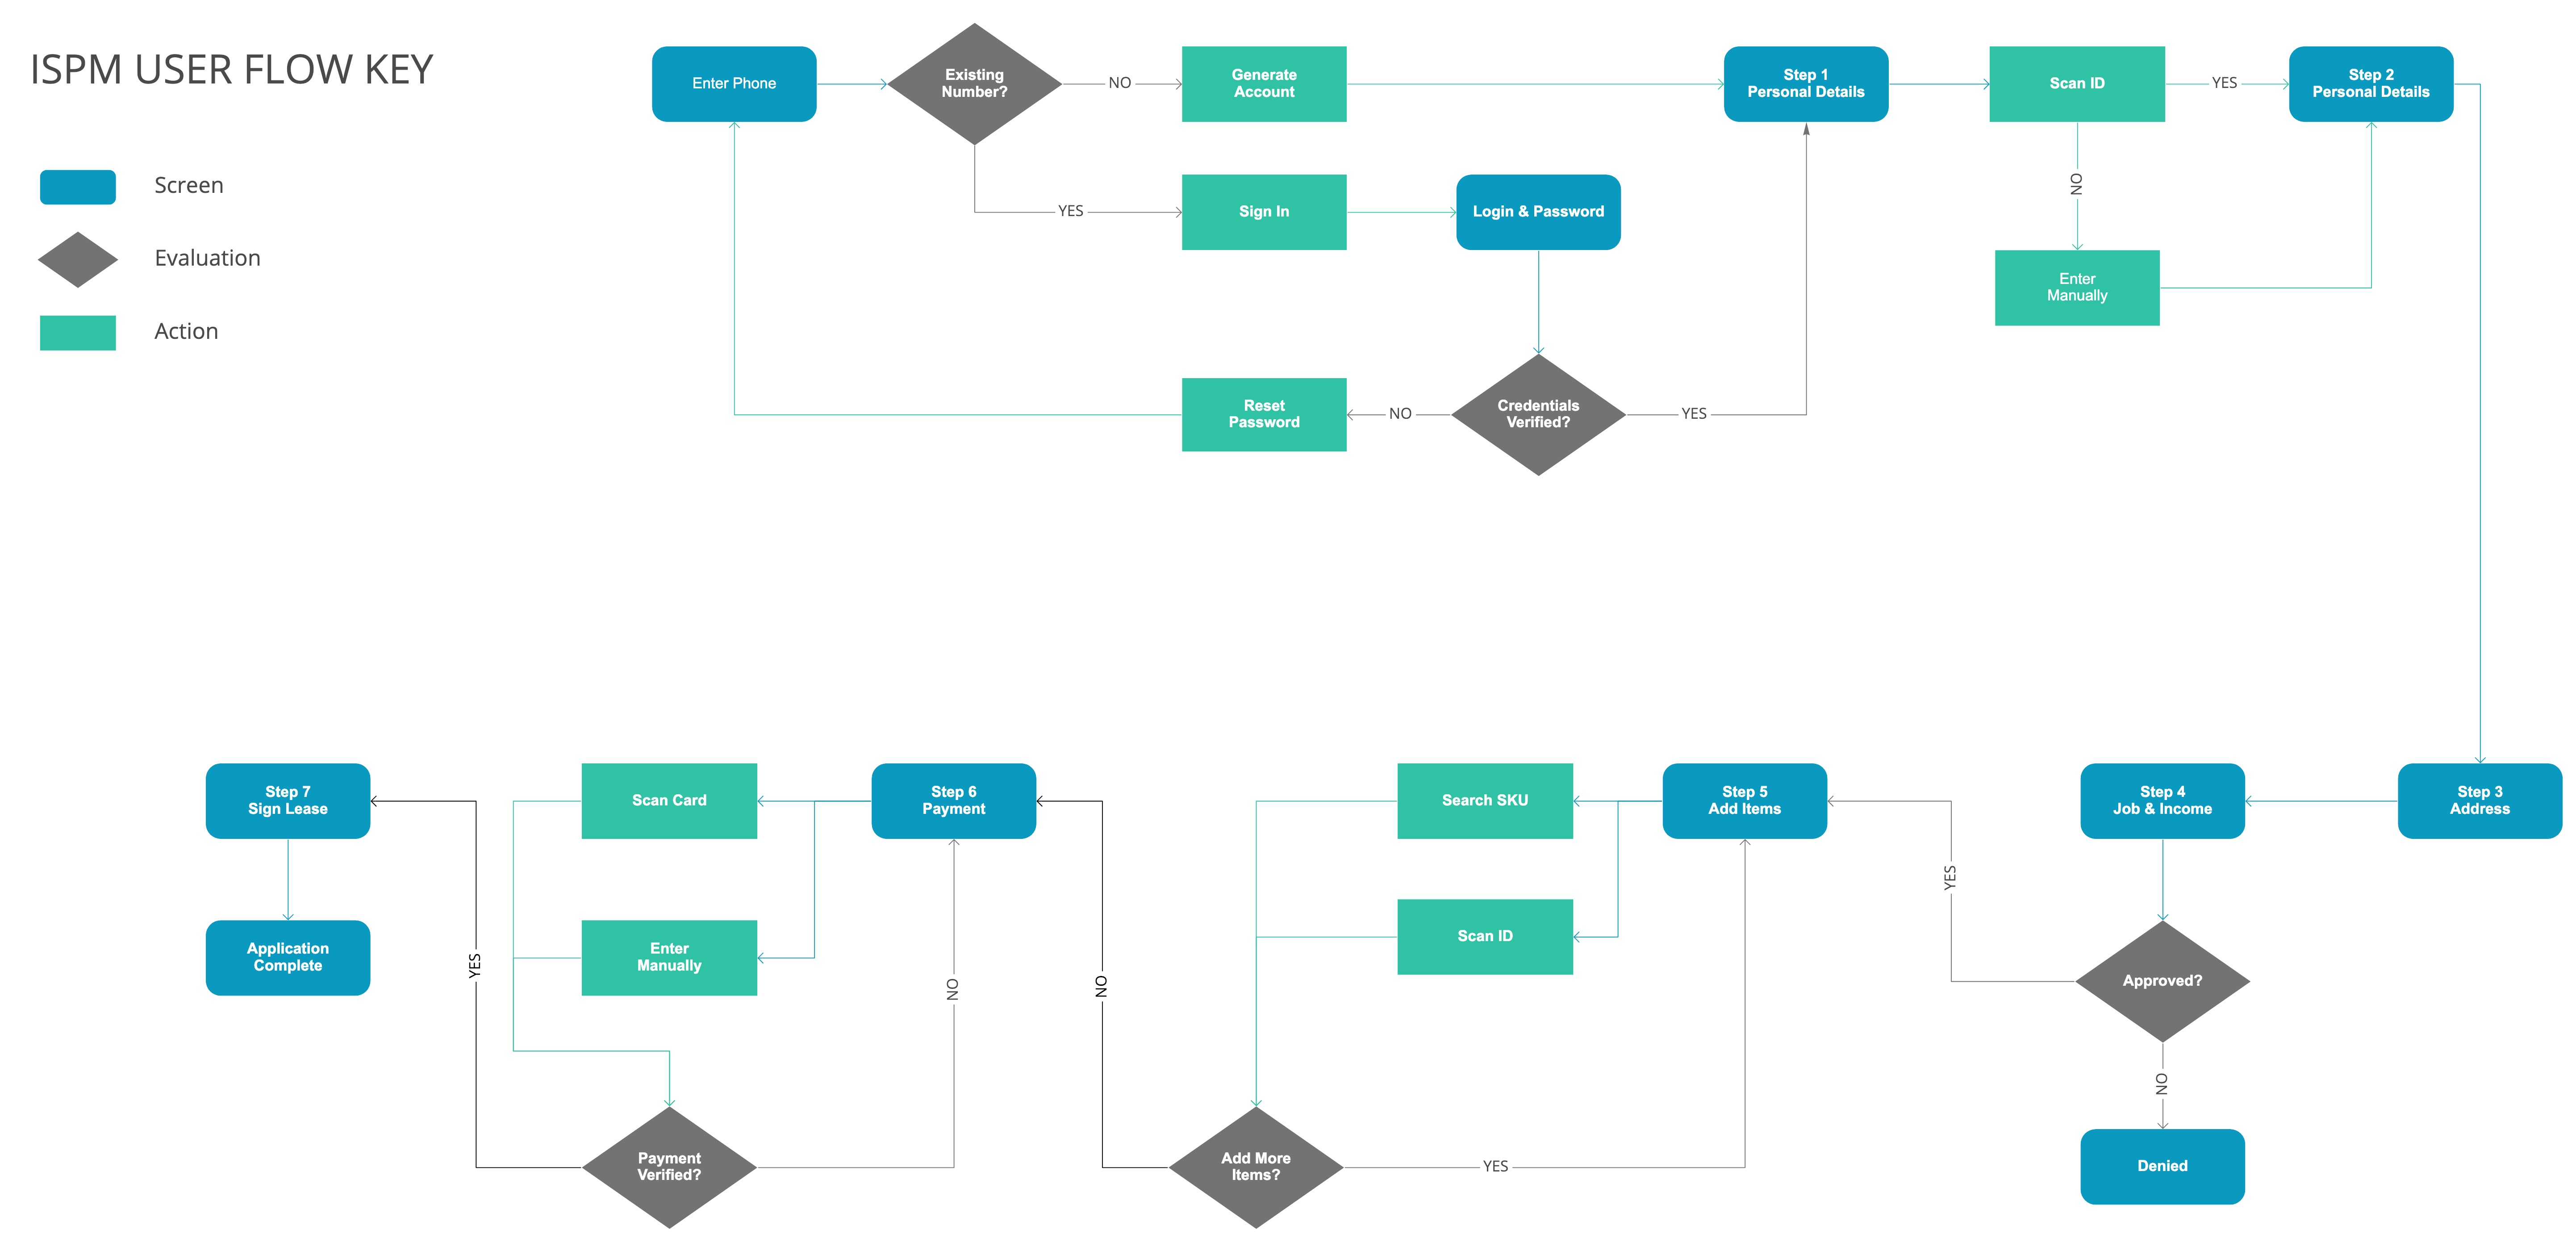 ISPM USER FLOW KEY
Screen
Evaluation
Action
Enter Phone
Existing
Number?
NO
Generate
Account
Step 1
Personal Details
Scan ID
YES
Step 2
Personal Details
YES
Sign In
Login & Password
NO
Enter
Manually
Reset
Password
NO
Credentials
Verified?
YES
Step 7
Sign Lease
Scan Card
Step 6
Payment
Search SKU
Step 5
Add Items
Step 4
Job & Income
Step 3
Address
YES
Application
Complete
YES
Enter
Manually
NO
NO
Scan ID
Approved?
NO
Payment
Verified?
Add More
Items?
YES
Denied